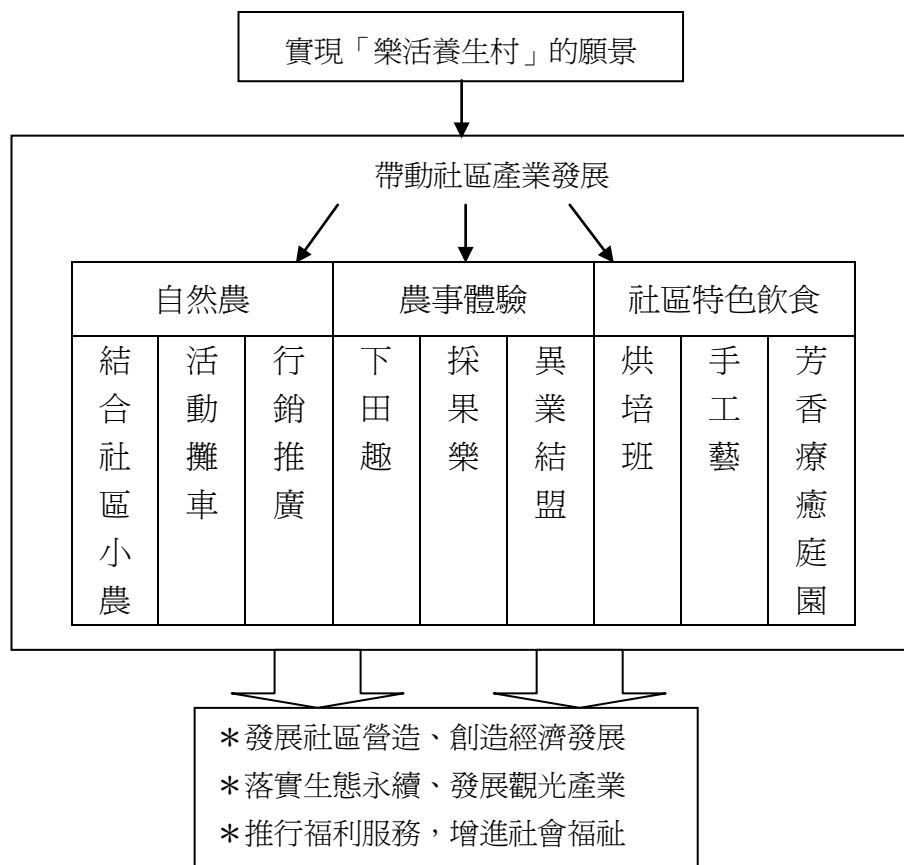 實現「樂活養生村」的願景
帶動社區產業發展
自然農
農事體驗
社區特色飲食
結合社區小農
活動攤車
行銷推廣
下田趣
採果樂
異業結盟
烘培班
手工藝
芳香療癒庭園
＊發展社區營造、創造經濟發展
＊落實生態永續、發展觀光產業
＊推行福利服務，增進社會福祉